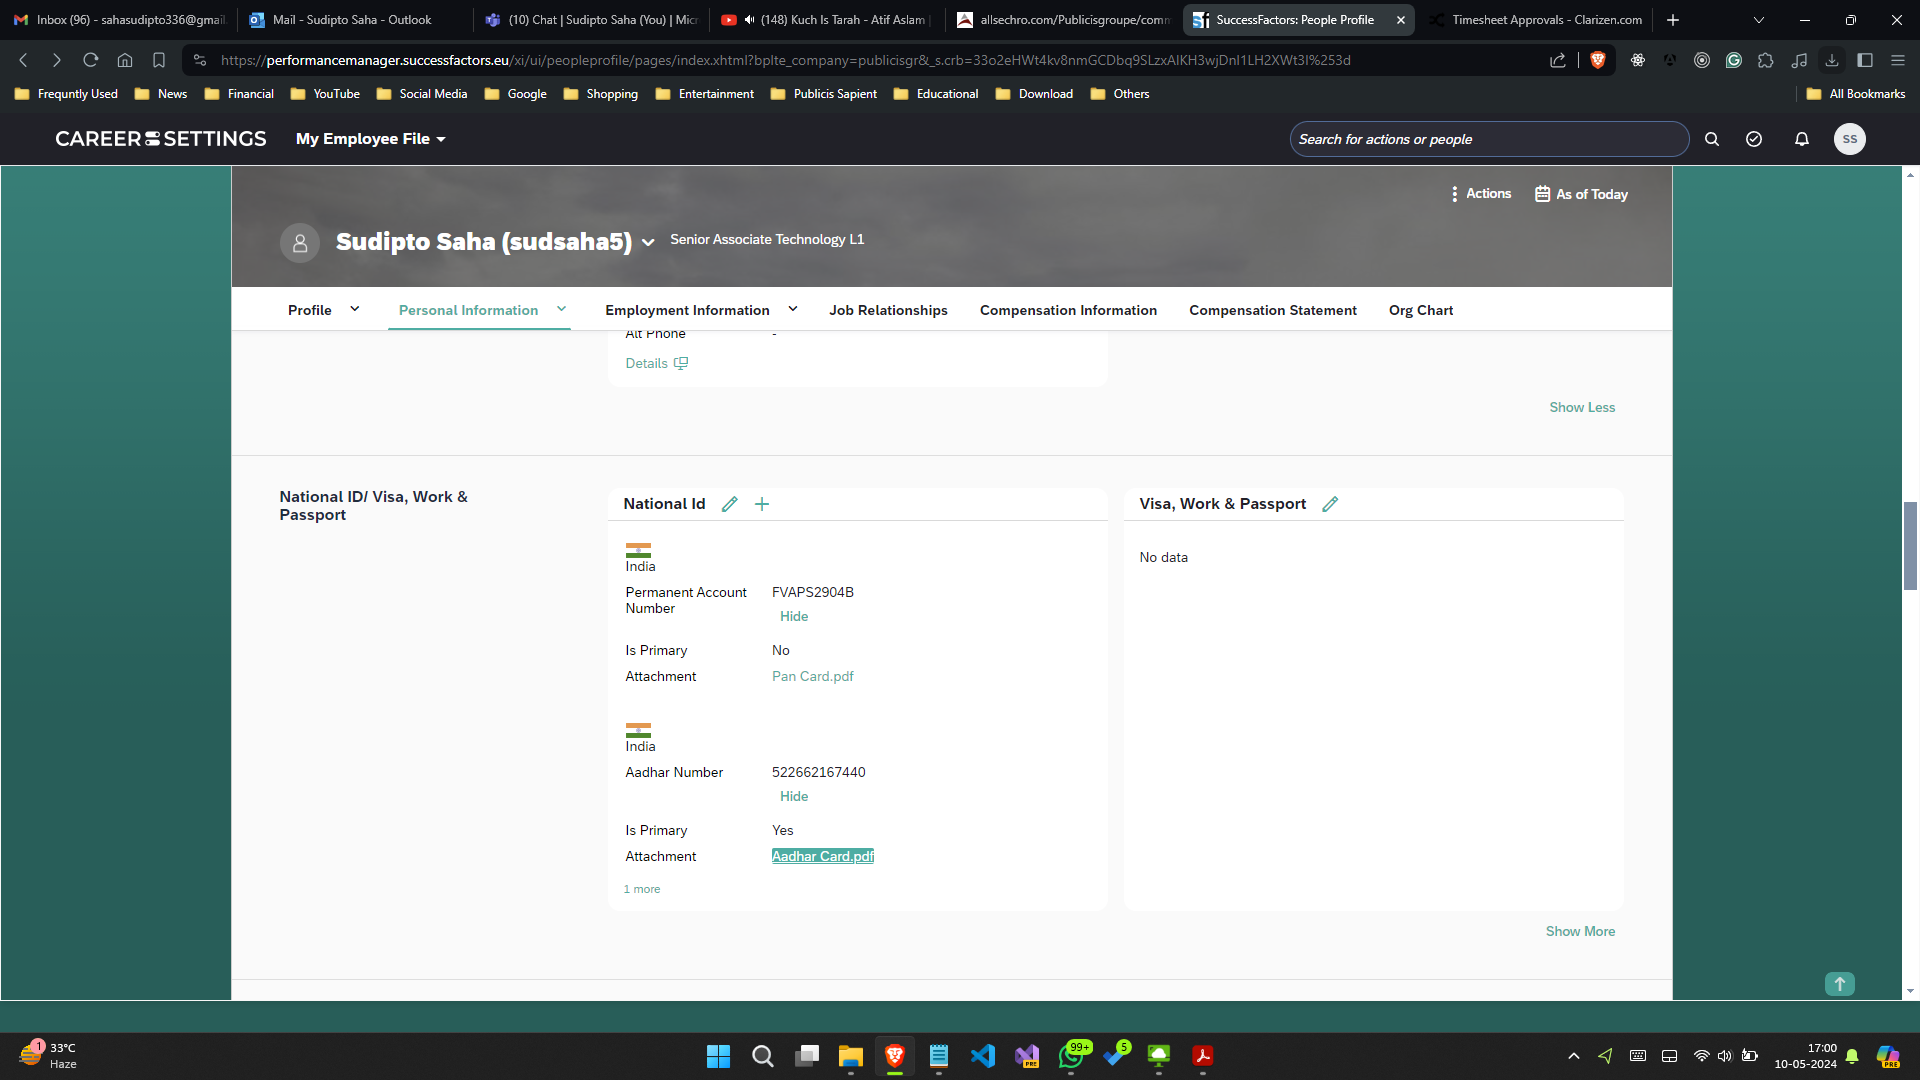 Inbox (96) - sahasudipto336@gmail.
Mail - Sudipto Saha - Outlook
(10) Chat | Sudipto Saha (You) | Micr
(148) Kuch Is Tarah - Atif Aslam |
allsechro.com/Publicisgroupe/comm
SuccessFactors: People Profile
Timesheet Approvals - Clarizen.com
https://performancemanager.successfactors.eu/xi/ui/peopleprofile/pages/index.xhtml?bplte_company=publicisgr&_s.crb=33o2eHWt4kv8nmGCDbq9SLzxAIKH3wjDnI1LH2XWt3I%253d
Frequntly Used
News
Financial
YouTube
Social Media
Google
Shopping
Entertainment
Publicis Sapient
Educational
Download
Others
All Bookmarks
CAREER SETTINGS
My Employee File
Search for actions or people
SS
Actions
As of Today
Sudipto Saha (sudsaha5)
Senior Associate Technology L1
Profile
Personal Information
Employment Information
Job Relationships
Compensation Information
Compensation Statement
Org Chart
Alt Phone -
Details
Show Less
National ID/ Visa, Work &
Passport
National Id
India
Permanent Account
Number
FVAPS2904B
Hide
Is Primary No
Attachment Pan Card.pdf
India
Aadhar Number 522662167440
Hide
Is Primary Yes
Attachment Aadhar Card.pdf
1 more
Visa, Work & Passport
No data
Show More
1
33°C
Haze
PRE
99+
5
17:00
10-05-2024
PRE